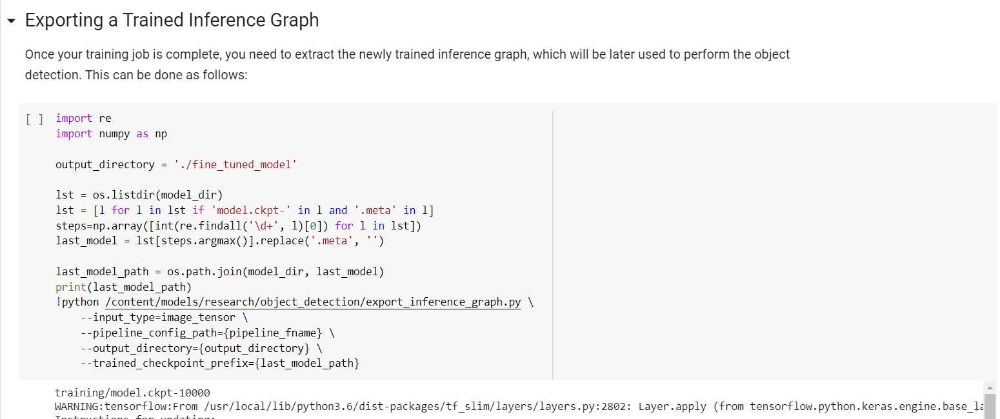 Exporting a Trained Inference Graph
Once your training job is complete, you need to extract the newly trained inference graph, which will be later used to perform the object
detection. This can be done as follows:
[ ] import re
import numpy as np
output_directory = './fine_tuned_model'
lst = os.listdir(model_dir)
lst = [l for l in lst if 'model.ckpt-' in l and '.meta' in l]
steps=np.array([int(re.findall('\d+', l)[0]) for l in lst])
last_model = lst[steps.argmax()].replace('.meta', '')
last_model_path = os.path.join(model_dir, last_model)
print(last_model_path)
!python /content/models/research/object_detection/export_inference_graph.py \
    --input_type=image_tensor \
    --pipeline_config_path={pipeline_fname} \
    --output_directory={output_directory} \
    --trained_checkpoint_prefix={last_model_path}
training/model.ckpt-10000
WARNING:tensorflow:From /usr/local/lib/python3.6/dist-packages/tf_slim/layers/layers.py:2802: Layer.apply (from tensorflow.python.keras.engine.base_la
Instructions for updating: